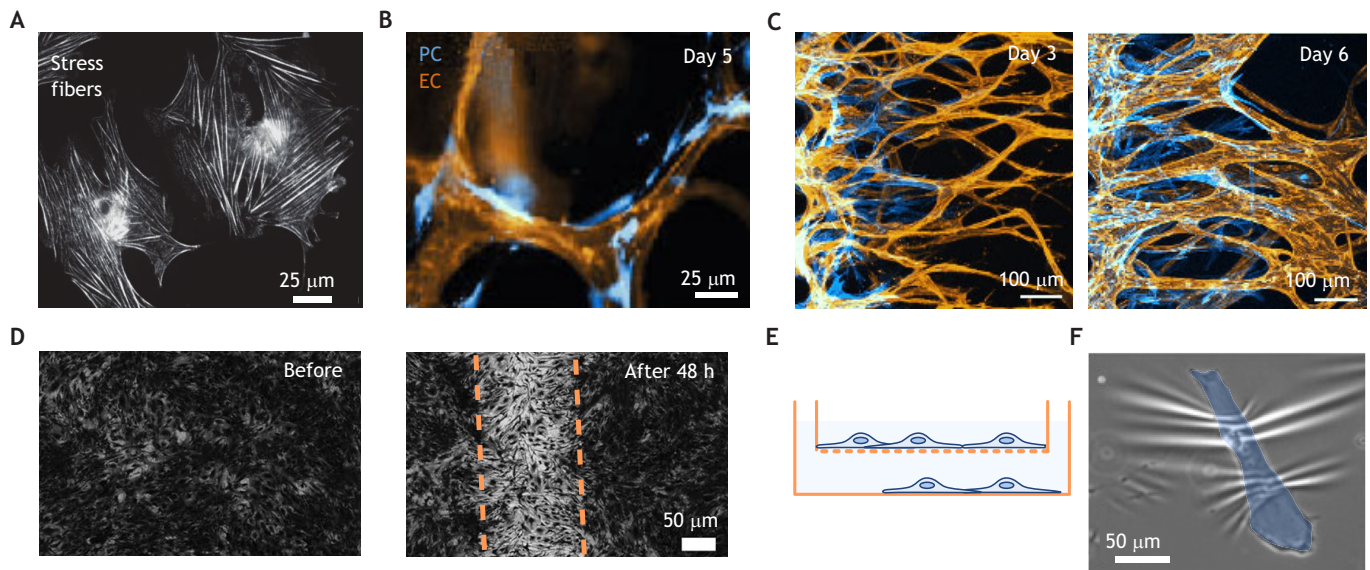 A
Stress
fibers
25 μm
B
PC
EC
Day 5
25 μm
C
Day 3
100 μm
Day 6
100 μm
D
Before
After 48 h
50 μm
E
F
50 μm